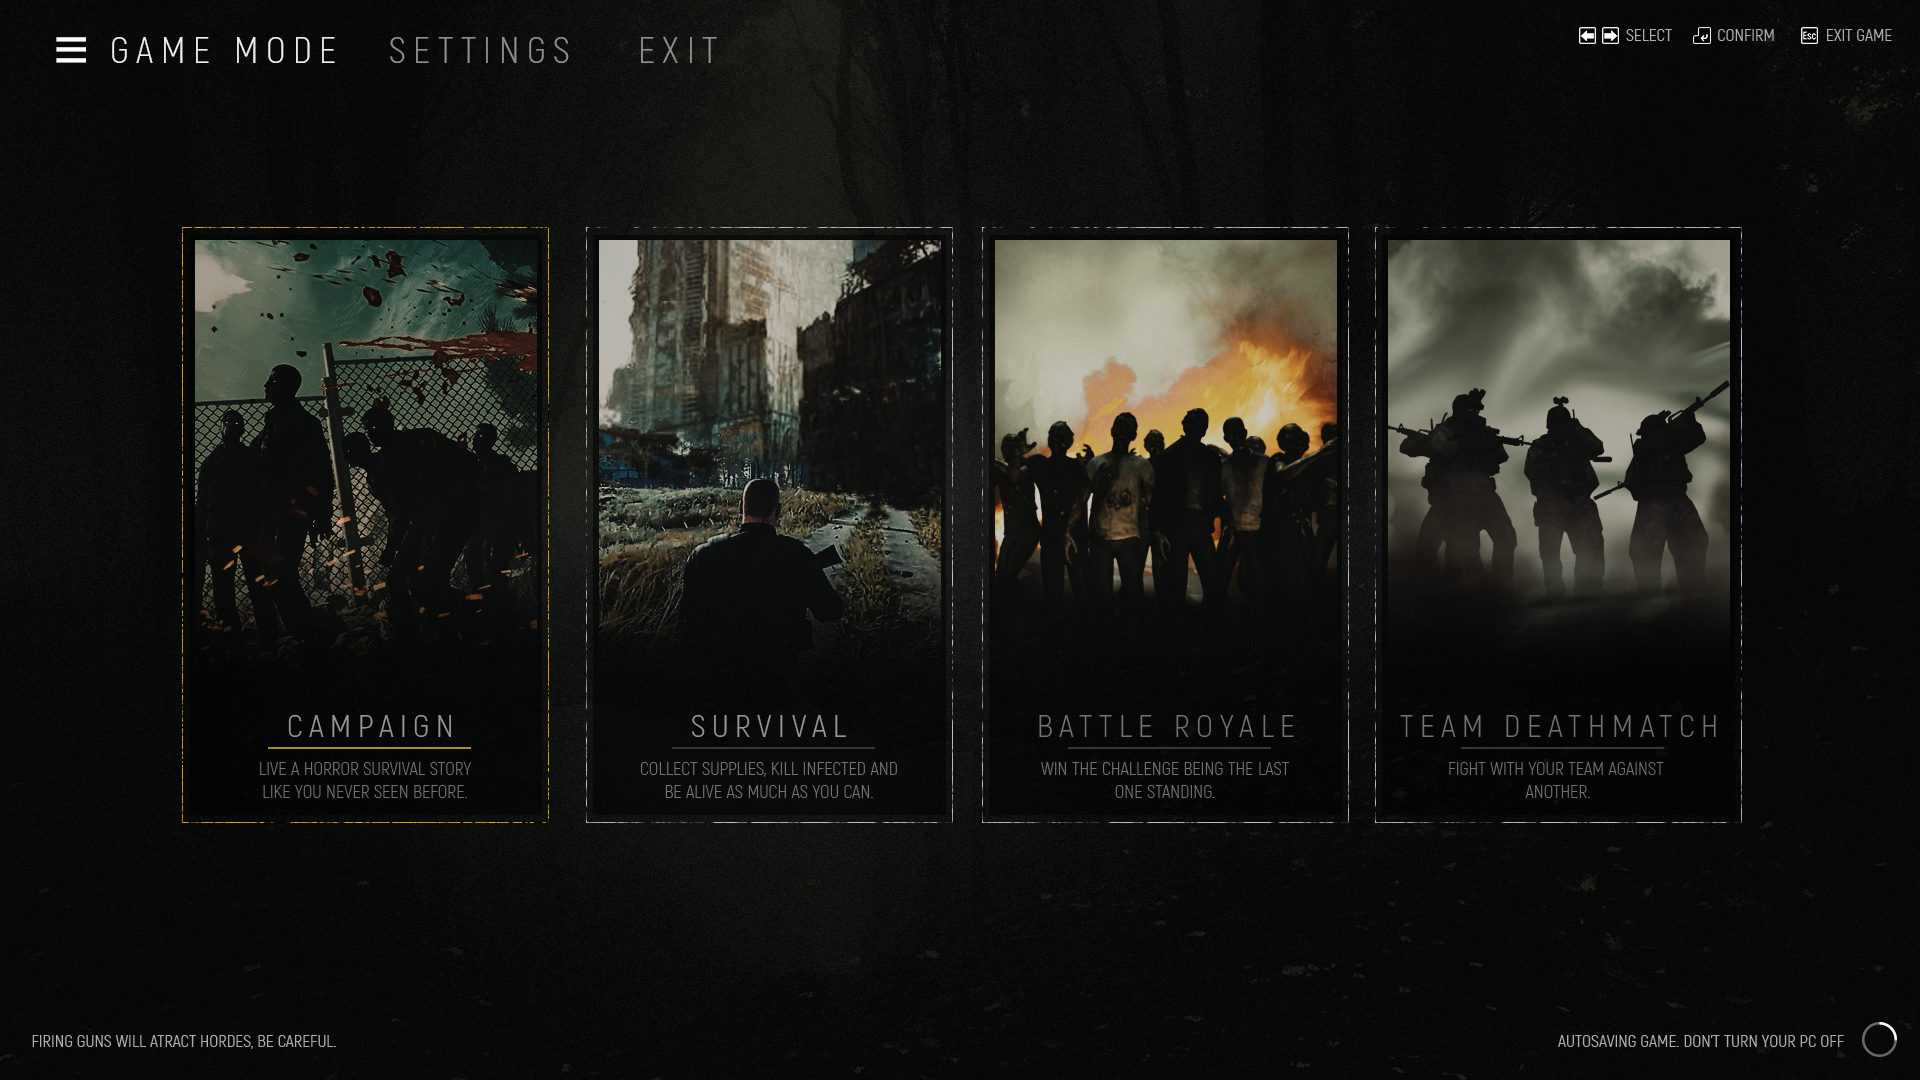 GAME MODE SETTINGS EXIT
SELECT CONFIRM Esc EXIT GAME
CAMPAIGN
LIVE A HORROR SURVIVAL STORY
LIKE YOU NEVER SEEN BEFORE.
SURVIVAL
COLLECT SUPPLIES, KILL INFECTED AND
BE ALIVE AS MUCH AS YOU CAN.
BATTLE ROYALE
WIN THE CHALLENGE BEING THE LAST
ONE STANDING.
TEAM DEATHMATCH
FIGHT WITH YOUR TEAM AGAINST
ANOTHER.
FIRING GUNS WILL ATRACT HORDES, BE CAREFUL.
AUTOSAVING GAME. DON'T TURN YOUR PC OFF